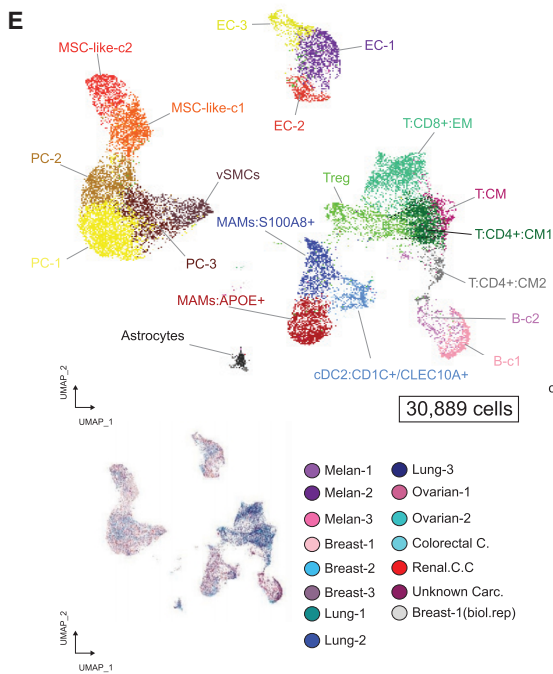 E
EC-3
MSC-like-c2
EC-1
MSC-like-c1
EC-2
T:CD8+:EM
PC-2
vSMCs
Treg
T:CM
MAMs:S100A8+
T:CD4+:CM1
PC-1
PC-3
T:CD4+:CM2
MAMs:APOE+
B-c2
Astrocytes
B-c1
cDC2:CD1C+/CLEC10A+
UMAP_2
UMAP_1
30,889 cells
Melan-1
Melan-2
Melan-3
Breast-1
Breast-2
Breast-3
Lung-1
Lung-2
Lung-3
Ovarian-1
Ovarian-2
Colorectal C.
Renal.C.C
Unknown Carc.
Breast-1(biol.rep)
UMAP_2
UMAP_1